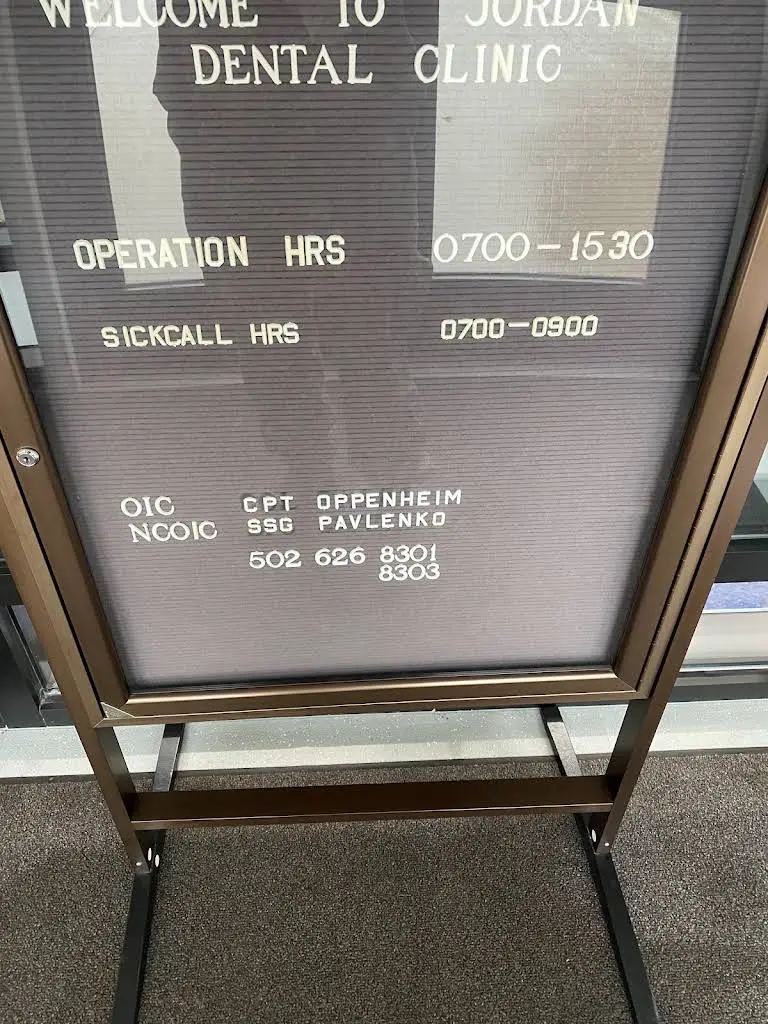 WELCOME TO JORDAN
DENTAL CLINIC
OPERATION HRS 0700-1530
SICKCALL HRS 0700-0900
OIC CPT OPPENHEIM
NCOIC SSG PAVLENKO
502 626 8301
8303